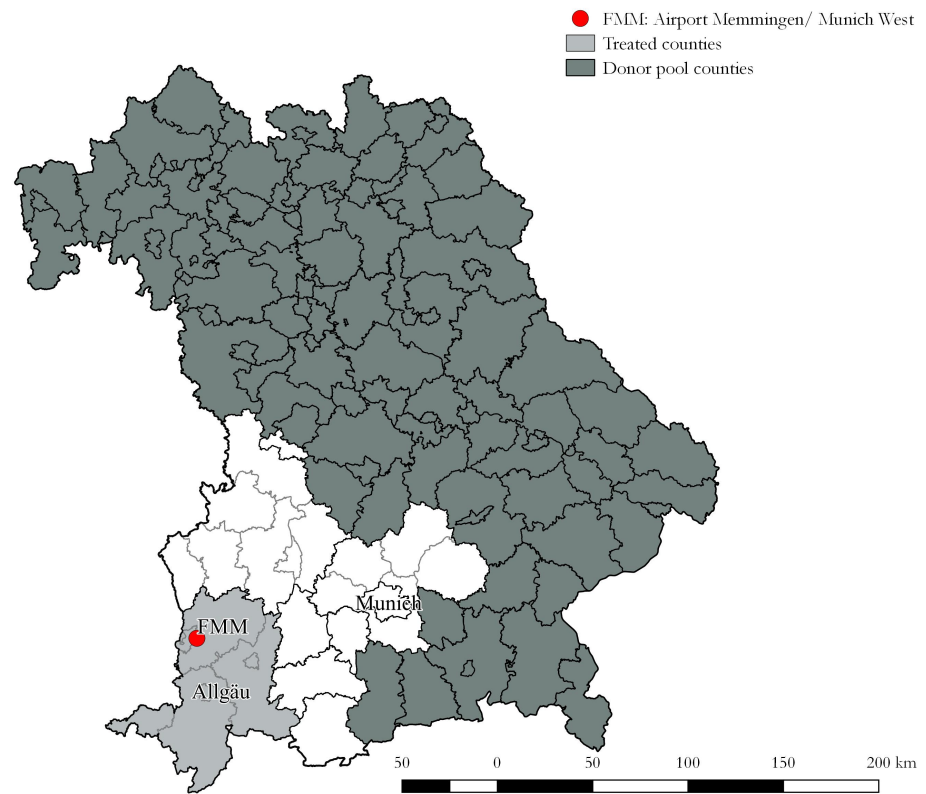 FMM: Airport Memmingen/ Munich West
Treated counties
Donor pool counties
Munich
FMM
Allgäu
50 0 50 100 150 200 km